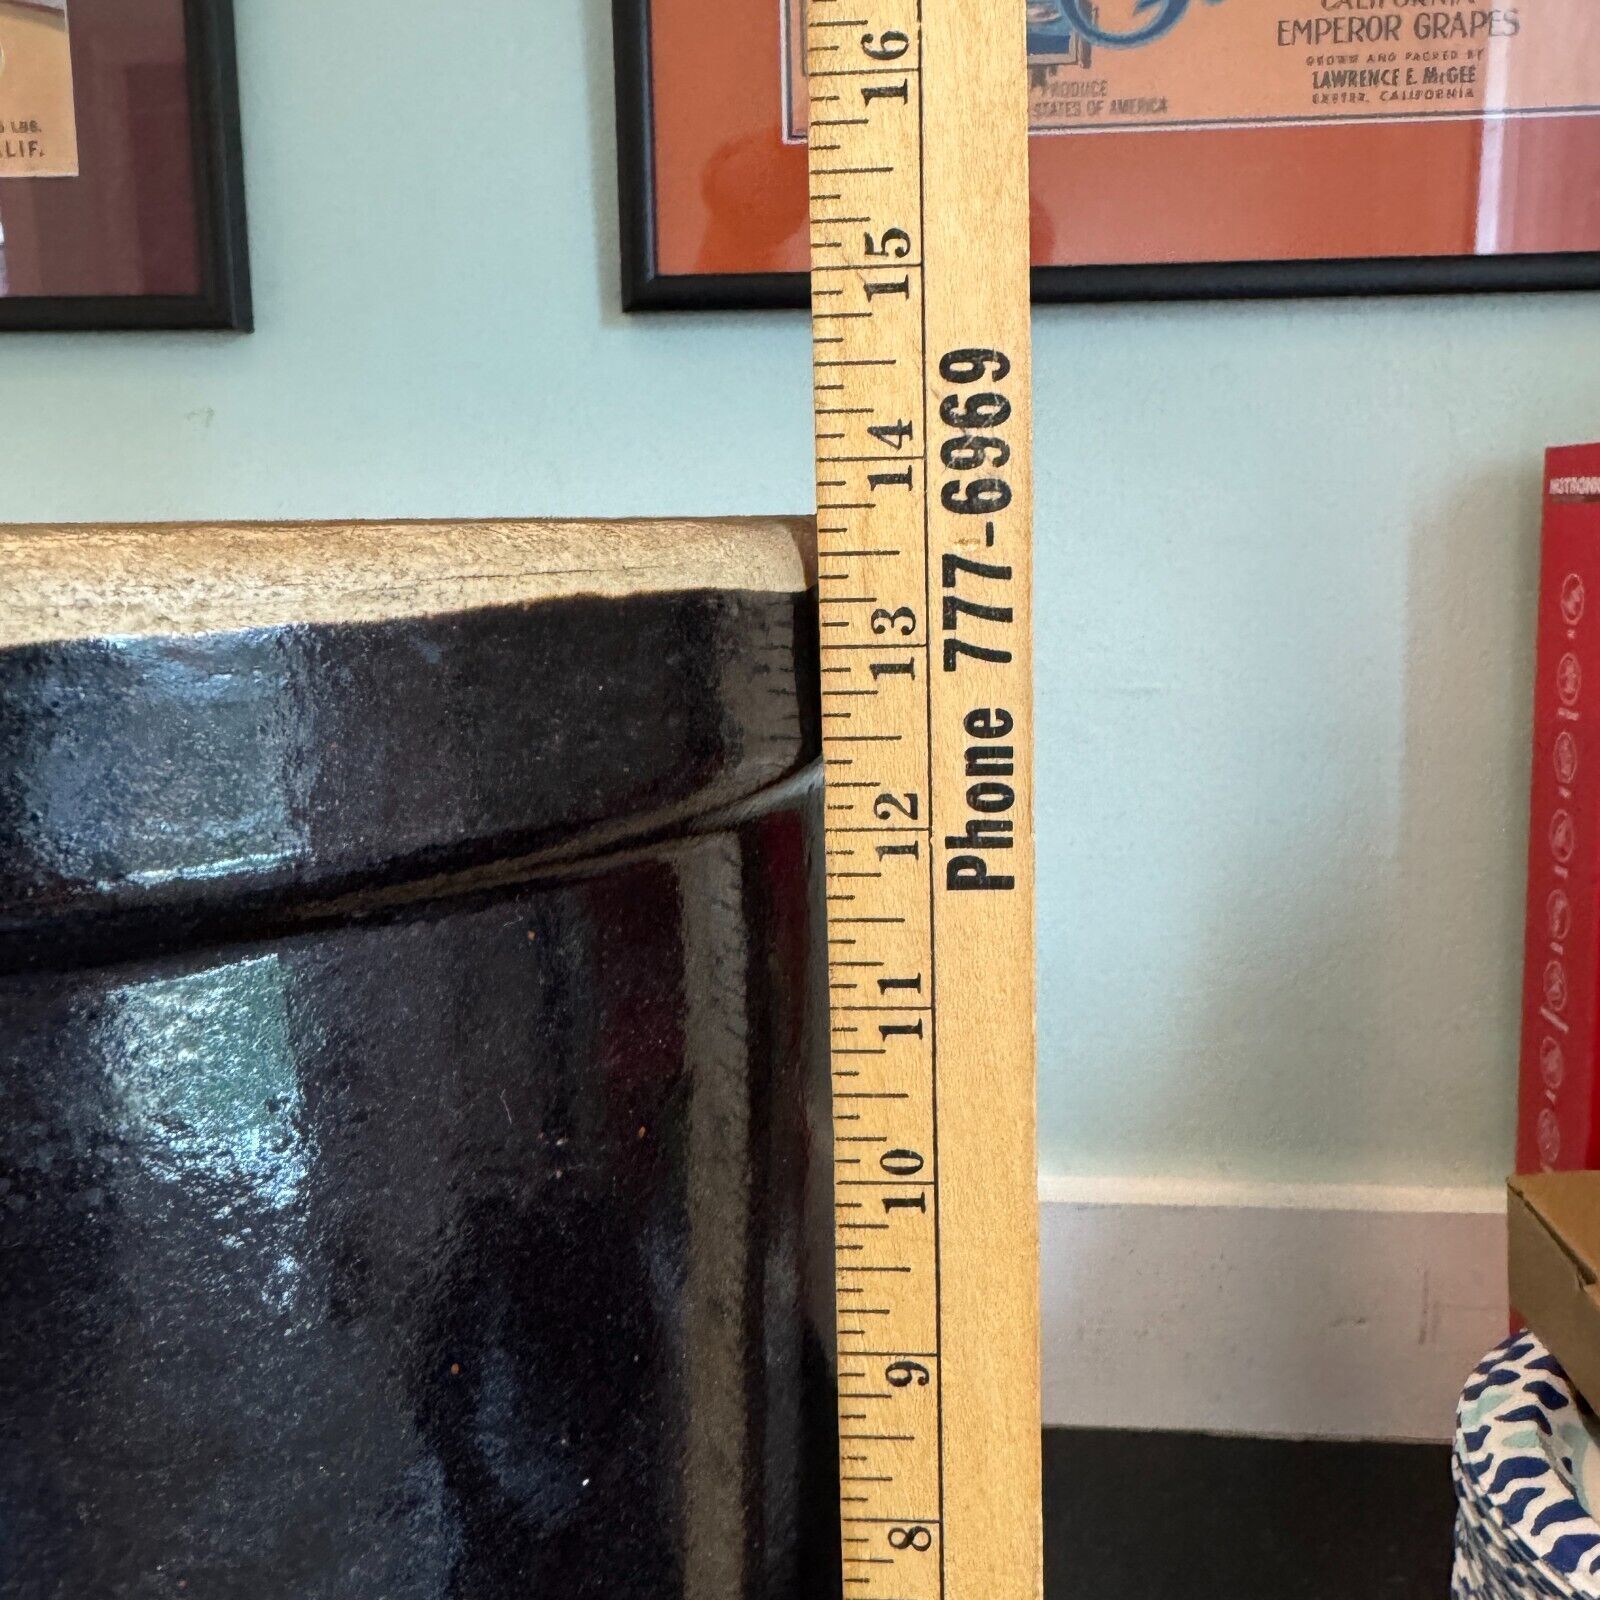 LBS.
ALIF.
CALIFORNIA
EMPEROR GRAPES
GROWN AND PACKED BY
LAWRENCE E. McGEE
EXETER, CALIFORNIA
PRODUCE
STATES OF AMERICA
16
15
14
13
12
11
10
9
8
Phone 777-6969